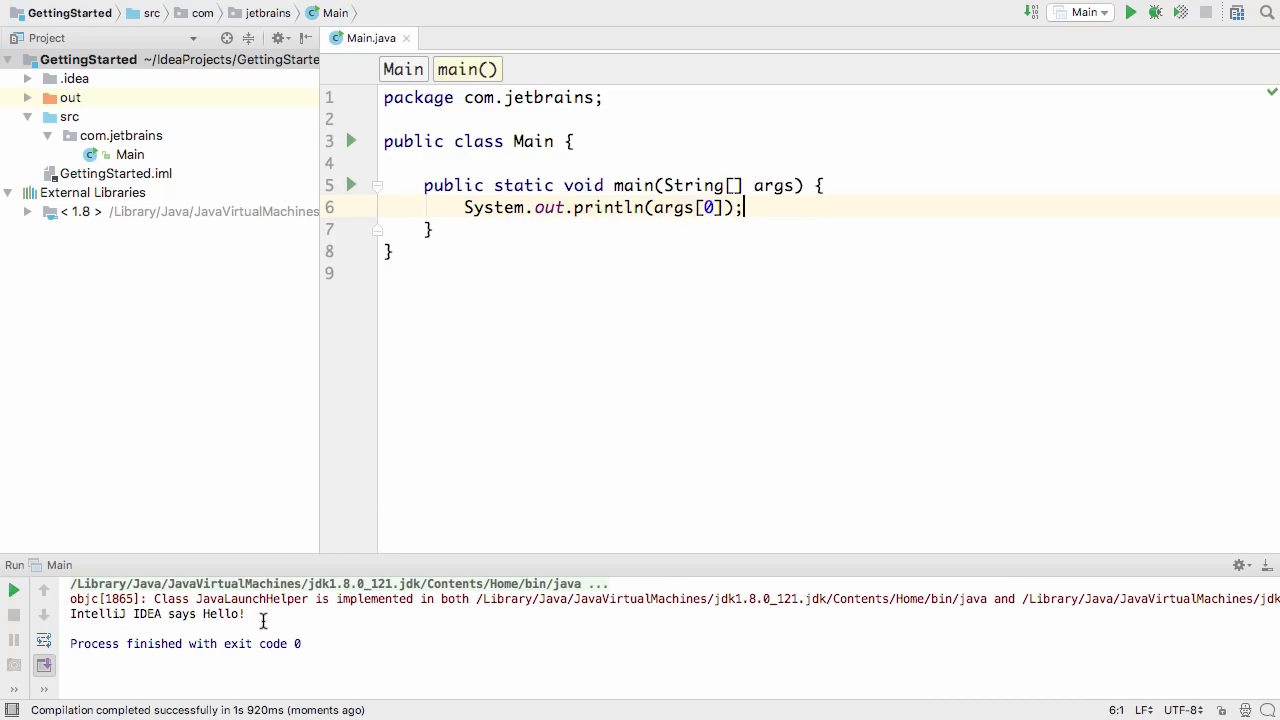 GettingStarted src com jetbrains Main
Main
Project
Main.java
GettingStarted ~/IdeaProjects/GettingStarte
.idea
out
src
com.jetbrains
Main
GettingStarted.iml
External Libraries
< 1.8 > /Library/Java/JavaVirtualMachines
Main main()
1 package com.jetbrains;
2
3 public class Main {
4
5 public static void main(String[] args) {
6 System.out.println(args[0]);
7 }
8 }
9
Run Main
/Library/Java/JavaVirtualMachines/jdk1.8.0_121.jdk/Contents/Home/bin/java ...
objc[1865]: Class JavaLaunchHelper is implemented in both /Library/Java/JavaVirtualMachines/jdk1.8.0_121.jdk/Contents/Home/bin/java and /Library/Java/JavaVirtualMachines/jdk
IntelliJ IDEA says Hello!
Process finished with exit code 0
Compilation completed successfully in 1s 920ms (moments ago) 6:1 LF UTF-8